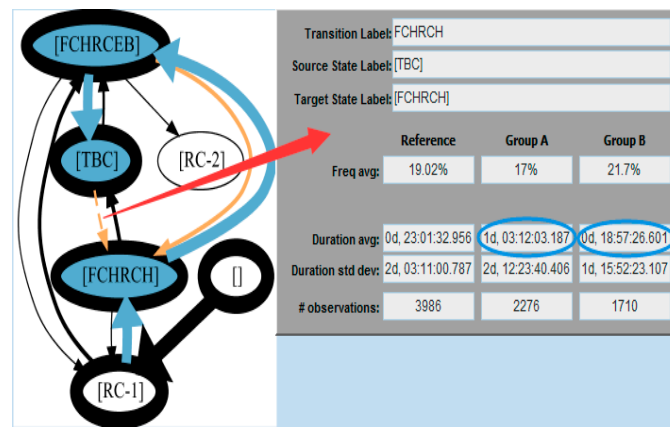 [FCHRCEB]
[TBC]
[RC-2]
[FCHRCH]
[]
[RC-1]
Transition Label: FCHRCH
Source State Label: [TBC]
Target State Label: [FCHRCH]
Reference Group A Group B
Freq avg: 19.02% 17% 21.7%
Duration avg: 0d, 23:01:32.956 1d, 03:12:03.187 0d, 18:57:26.601
Duration std dev: 2d, 03:11:00.787 2d, 12:23:40.406 1d, 15:52:23.107
# observations: 3986 2276 1710